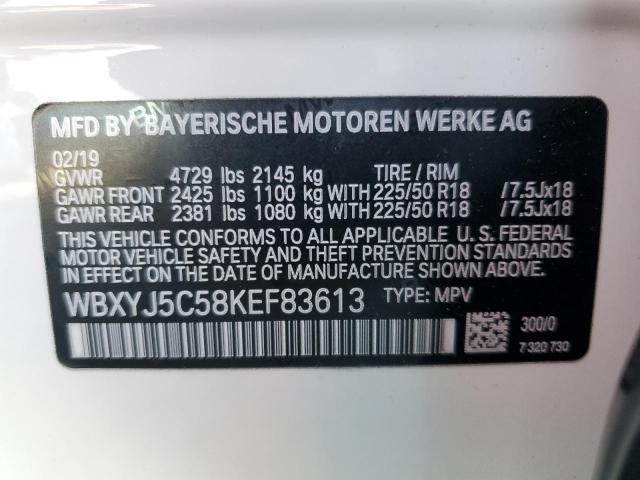 MFD BY BAYERISCHE MOTOREN WERKE AG
02/19
GVWR 4729 lbs 2145 kg TIRE / RIM
GAWR FRONT 2425 lbs 1100 kg WITH 225/50 R18 /7.5Jx18
GAWR REAR 2381 lbs 1080 kg WITH 225/50 R18 /7.5Jx18
THIS VEHICLE CONFORMS TO ALL APPLICABLE U. S. FEDERAL
MOTOR VEHICLE SAFETY AND THEFT PREVENTION STANDARDS
IN EFFECT ON THE DATE OF MANUFACTURE SHOWN ABOVE.
WBXYJ5C58KEF83613 TYPE: MPV
300/0
7 320 730